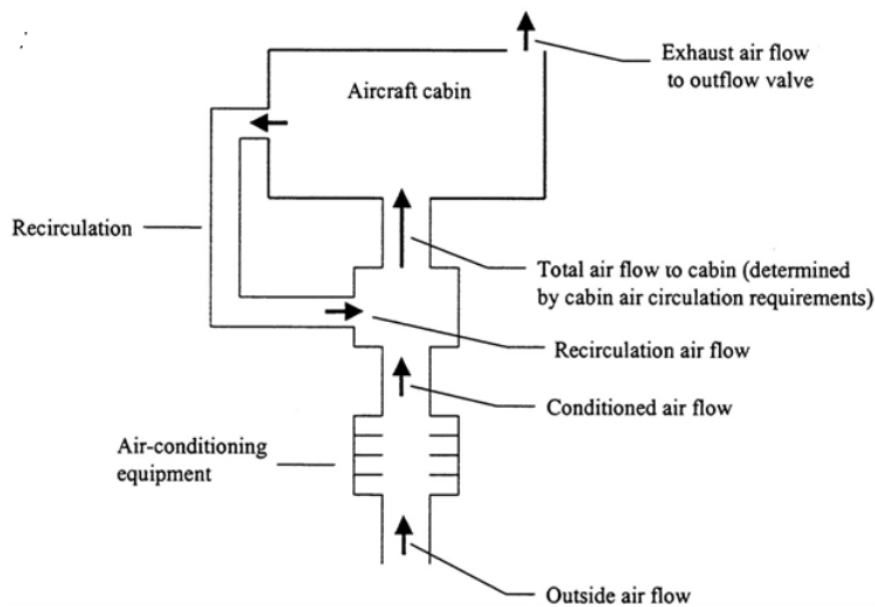 Exhaust air flow
to outflow valve
Aircraft cabin
Recirculation
Total air flow to cabin (determined
by cabin air circulation requirements)
Recirculation air flow
Conditioned air flow
Air-conditioning
equipment
Outside air flow